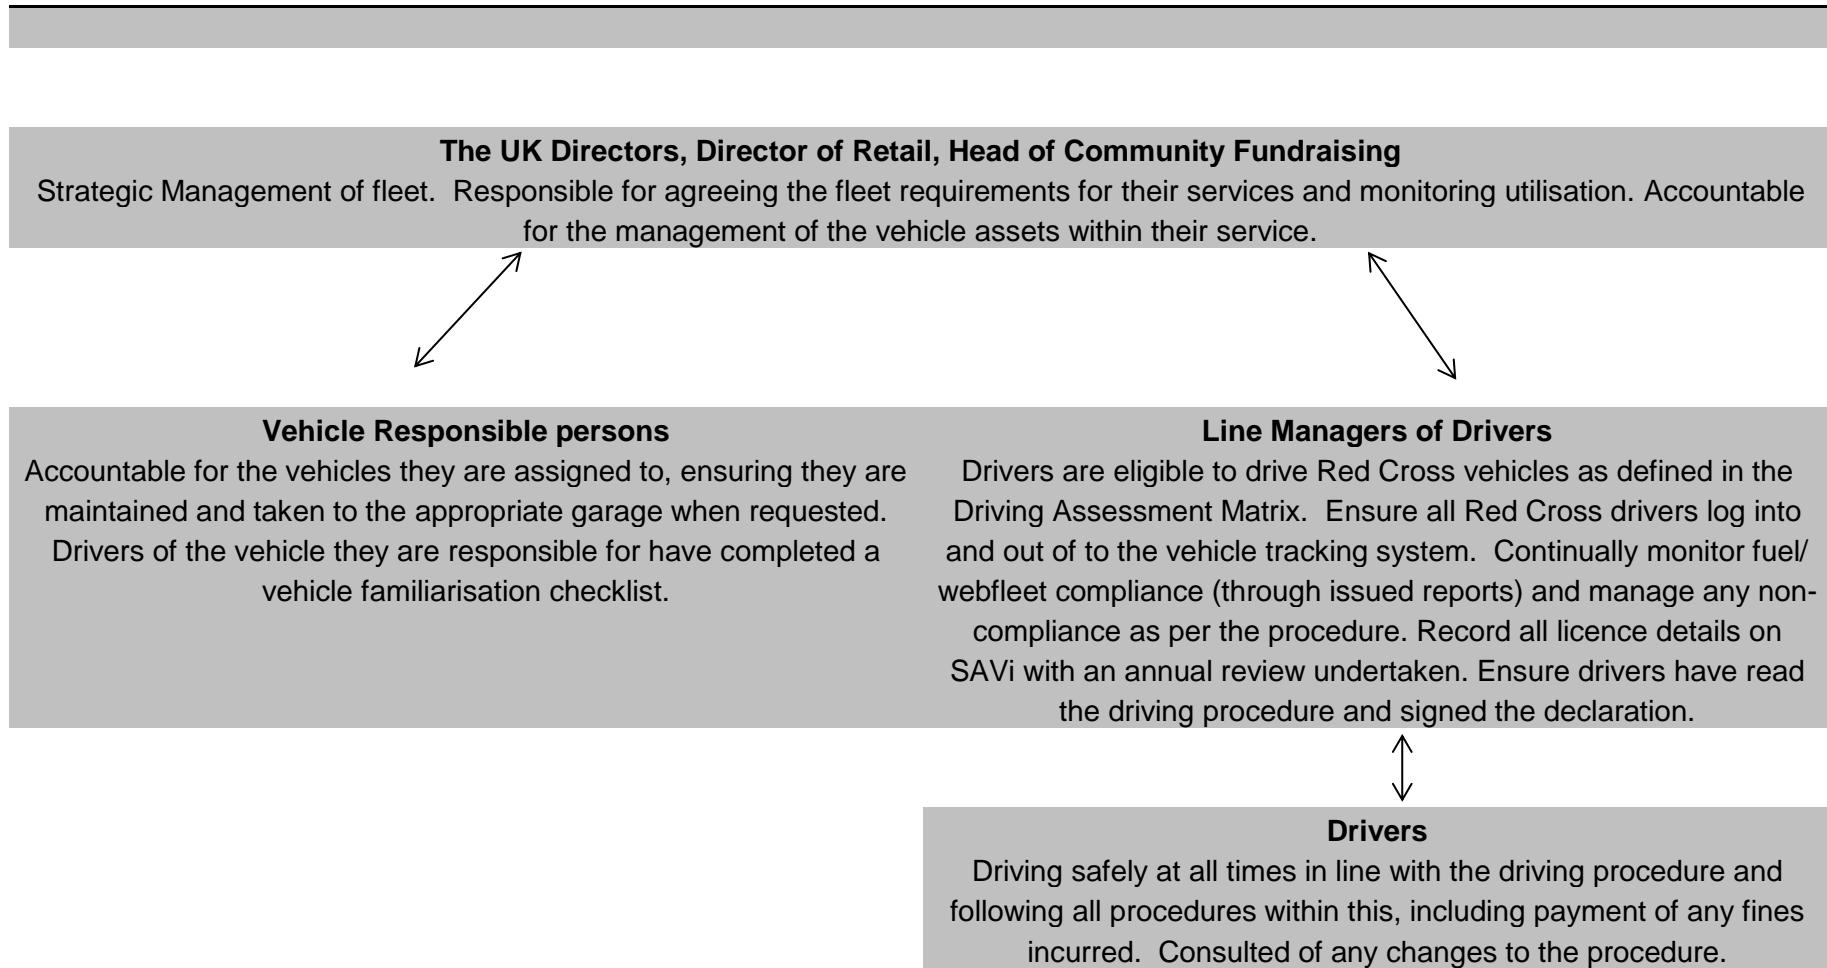 The UK Directors, Director of Retail, Head of Community Fundraising
Strategic Management of fleet.  Responsible for agreeing the fleet requirements for their services and monitoring utilisation. Accountable
for the management of the vehicle assets within their service.
Vehicle Responsible persons
Accountable for the vehicles they are assigned to, ensuring they are
maintained and taken to the appropriate garage when requested.
Drivers of the vehicle they are responsible for have completed a
vehicle familiarisation checklist.
Line Managers of Drivers
Drivers are eligible to drive Red Cross vehicles as defined in the
Driving Assessment Matrix.  Ensure all Red Cross drivers log into
and out of to the vehicle tracking system.  Continually monitor fuel/
webfleet compliance (through issued reports) and manage any non-
compliance as per the procedure. Record all licence details on
SAVi with an annual review undertaken. Ensure drivers have read
the driving procedure and signed the declaration.
Drivers
Driving safely at all times in line with the driving procedure and
following all procedures within this, including payment of any fines
incurred.  Consulted of any changes to the procedure.